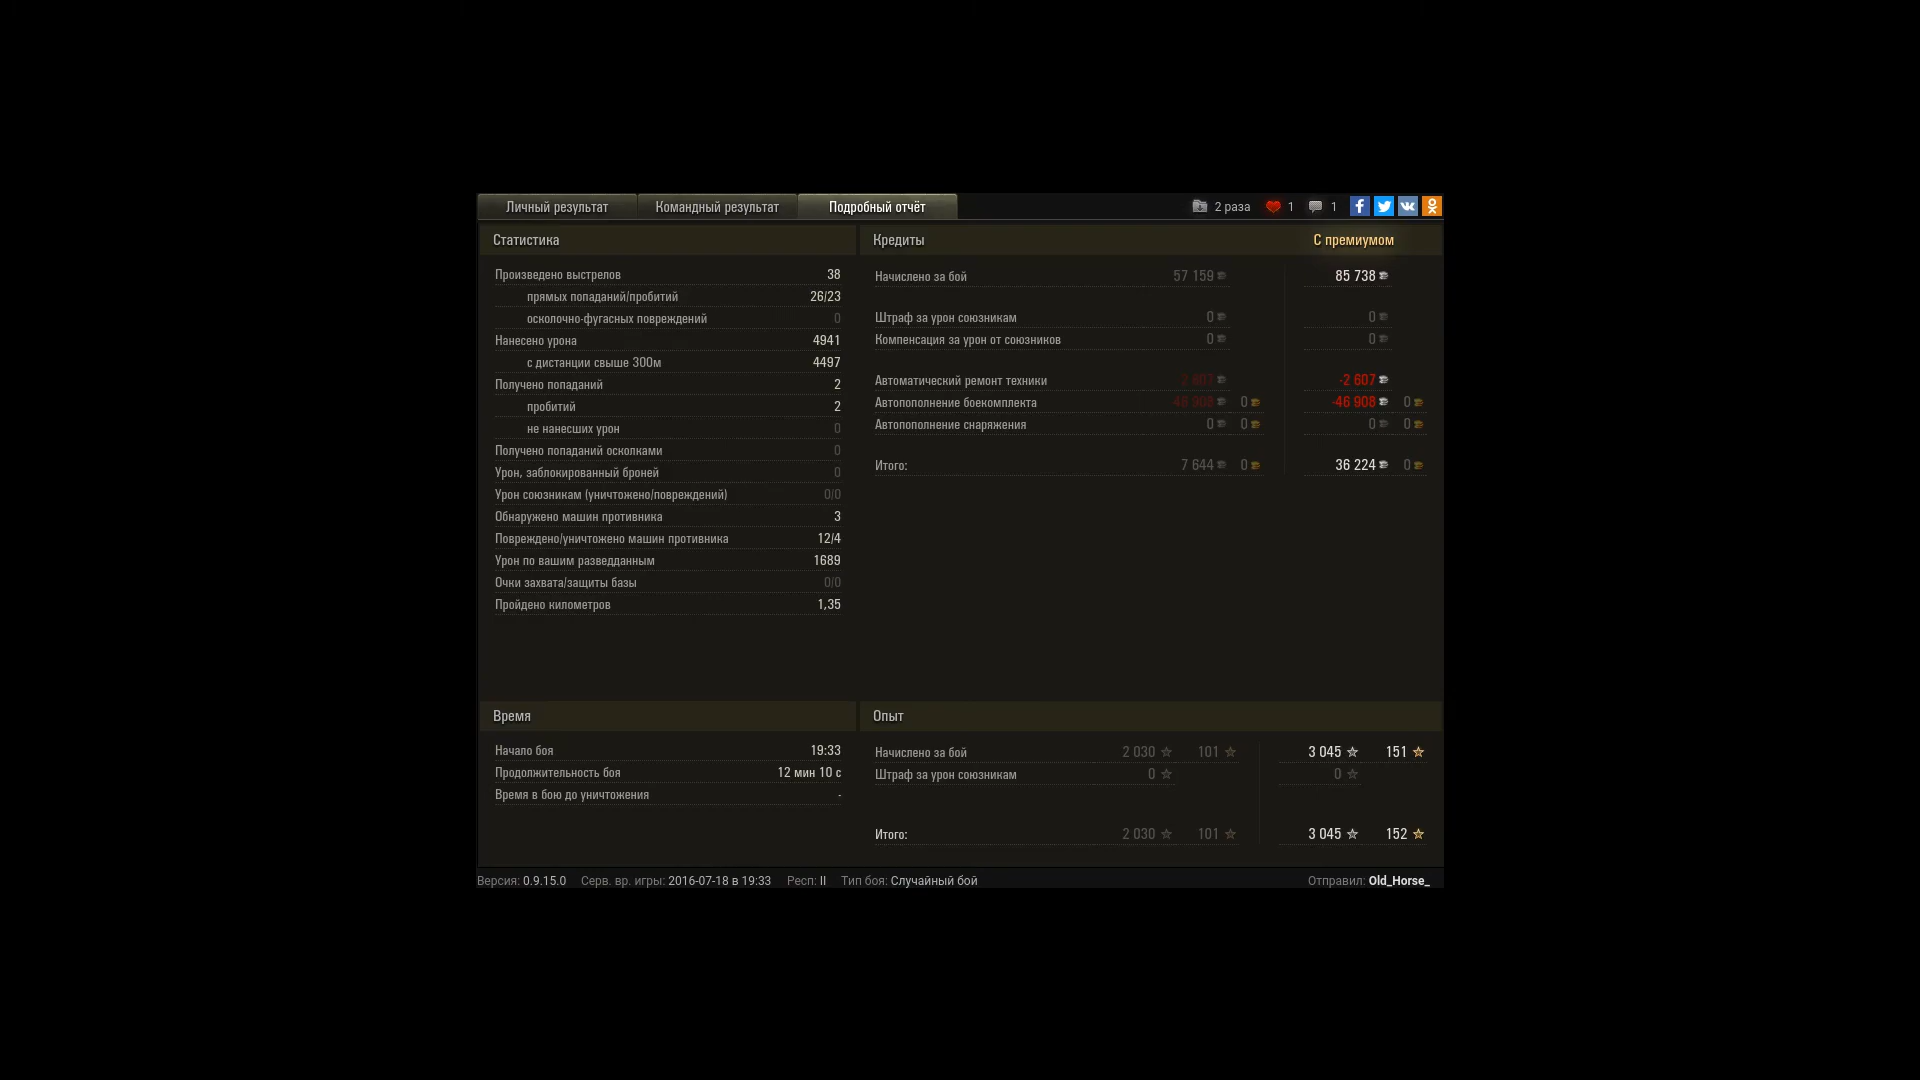 Личный результат Командный результат Подробный отчёт 2 раза 1 1
Статистика
Произведено выстрелов 38
прямых попаданий/пробитий 26/23
осколочно-фугасных повреждений 0
Нанесено урона 4941
с дистанции свыше 300м 4497
Получено попаданий 2
пробитий 2
не нанесших урон 0
Получено попаданий осколками 0
Урон, заблокированный броней 0
Урон союзникам (уничтожено/повреждений) 0/0
Обнаружено машин противника 3
Повреждено/уничтожено машин противника 12/4
Урон по вашим разведданным 1689
Очки захвата/защиты базы 0/0
Пройдено километров 1,35
Кредиты С премиумом
Начислено за бой 57 159 85 738
Штраф за урон союзникам 0 0
Компенсация за урон от союзников 0 0
Автоматический ремонт техники -2 607 -2 607
Автопополнение боекомплекта -46 908 0 -46 908 0
Автопополнение снаряжения 0 0 0 0
Итого: 7 644 0 36 224 0
Время
Начало боя 19:33
Продолжительность боя 12 мин 10 с
Время в бою до уничтожения -
Опыт
Начислено за бой 2 030 101 3 045 151
Штраф за урон союзникам 0 0
Итого: 2 030 101 3 045 152
Версия: 0.9.15.0 Серв. вр. игры: 2016-07-18 в 19:33 Респ: II Тип боя: Случайный бой Отправил: Old_Horse_